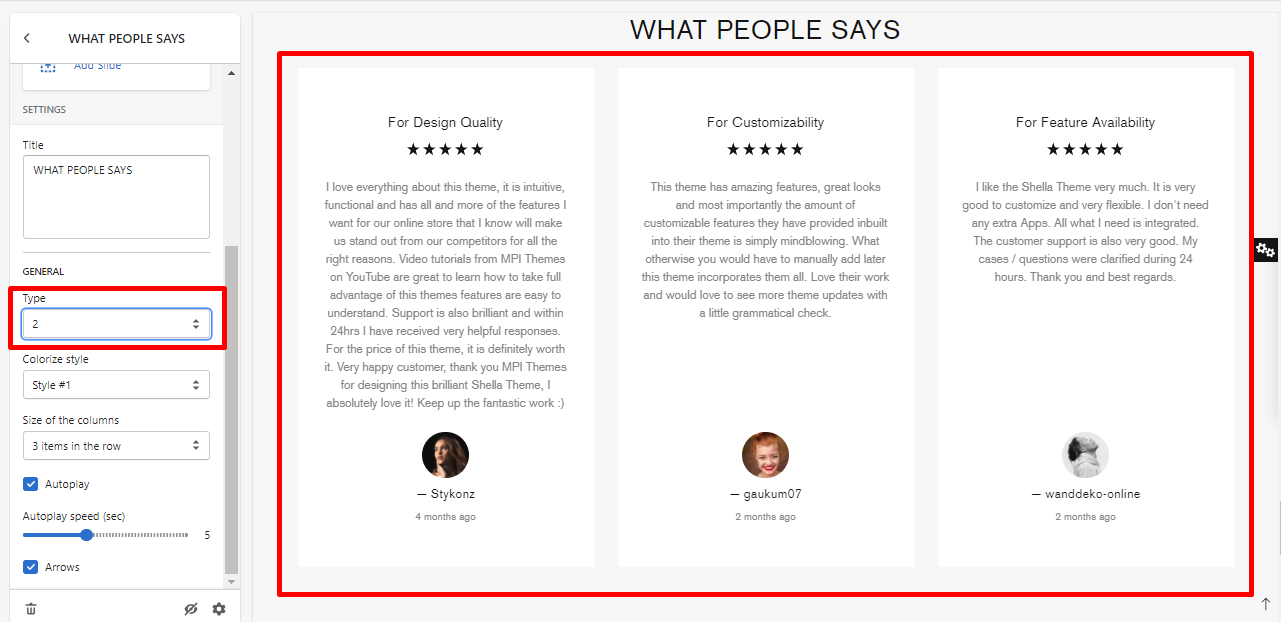 WHAT PEOPLE SAYS
Add Slide
SETTINGS
Title
WHAT PEOPLE SAYS
GENERAL
Type
2
Colorize style
Style #1
Size of the columns
3 items in the row
Autoplay
Autoplay speed (sec)
5
Arrows
WHAT PEOPLE SAYS
For Design Quality
★★★★★
I love everything about this theme, it is intuitive,
functional and has all and more of the features I
want for our online store that I know will make
us stand out from our competitors for all the
right reasons. Video tutorials from MPI Themes
on YouTube are great to learn how to take full
advantage of this themes features are easy to
understand. Support is also brilliant and within
24hrs I have received very helpful responses.
For the price of this theme, it is definitely worth
it. Very happy customer, thank you MPI Themes
for designing this brilliant Shella Theme, I
absolutely love it! Keep up the fantastic work :)
— Stykonz
4 months ago
For Customizability
★★★★★
This theme has amazing features, great looks
and most importantly the amount of
customizable features they have provided inbuilt
into their theme is simply mindblowing. What
otherwise you would have to manually add later
this theme incorporates them all. Love their work
and would love to see more theme updates with
a little grammatical check.
— gaukum07
2 months ago
For Feature Availability
★★★★★
I like the Shella Theme very much. It is very
good to customize and very flexible. I don't need
any extra Apps. All what I need is integrated.
The customer support is also very good. My
cases / questions were clarified during 24
hours. Thank you and best regards.
— wanddeko-online
2 months ago